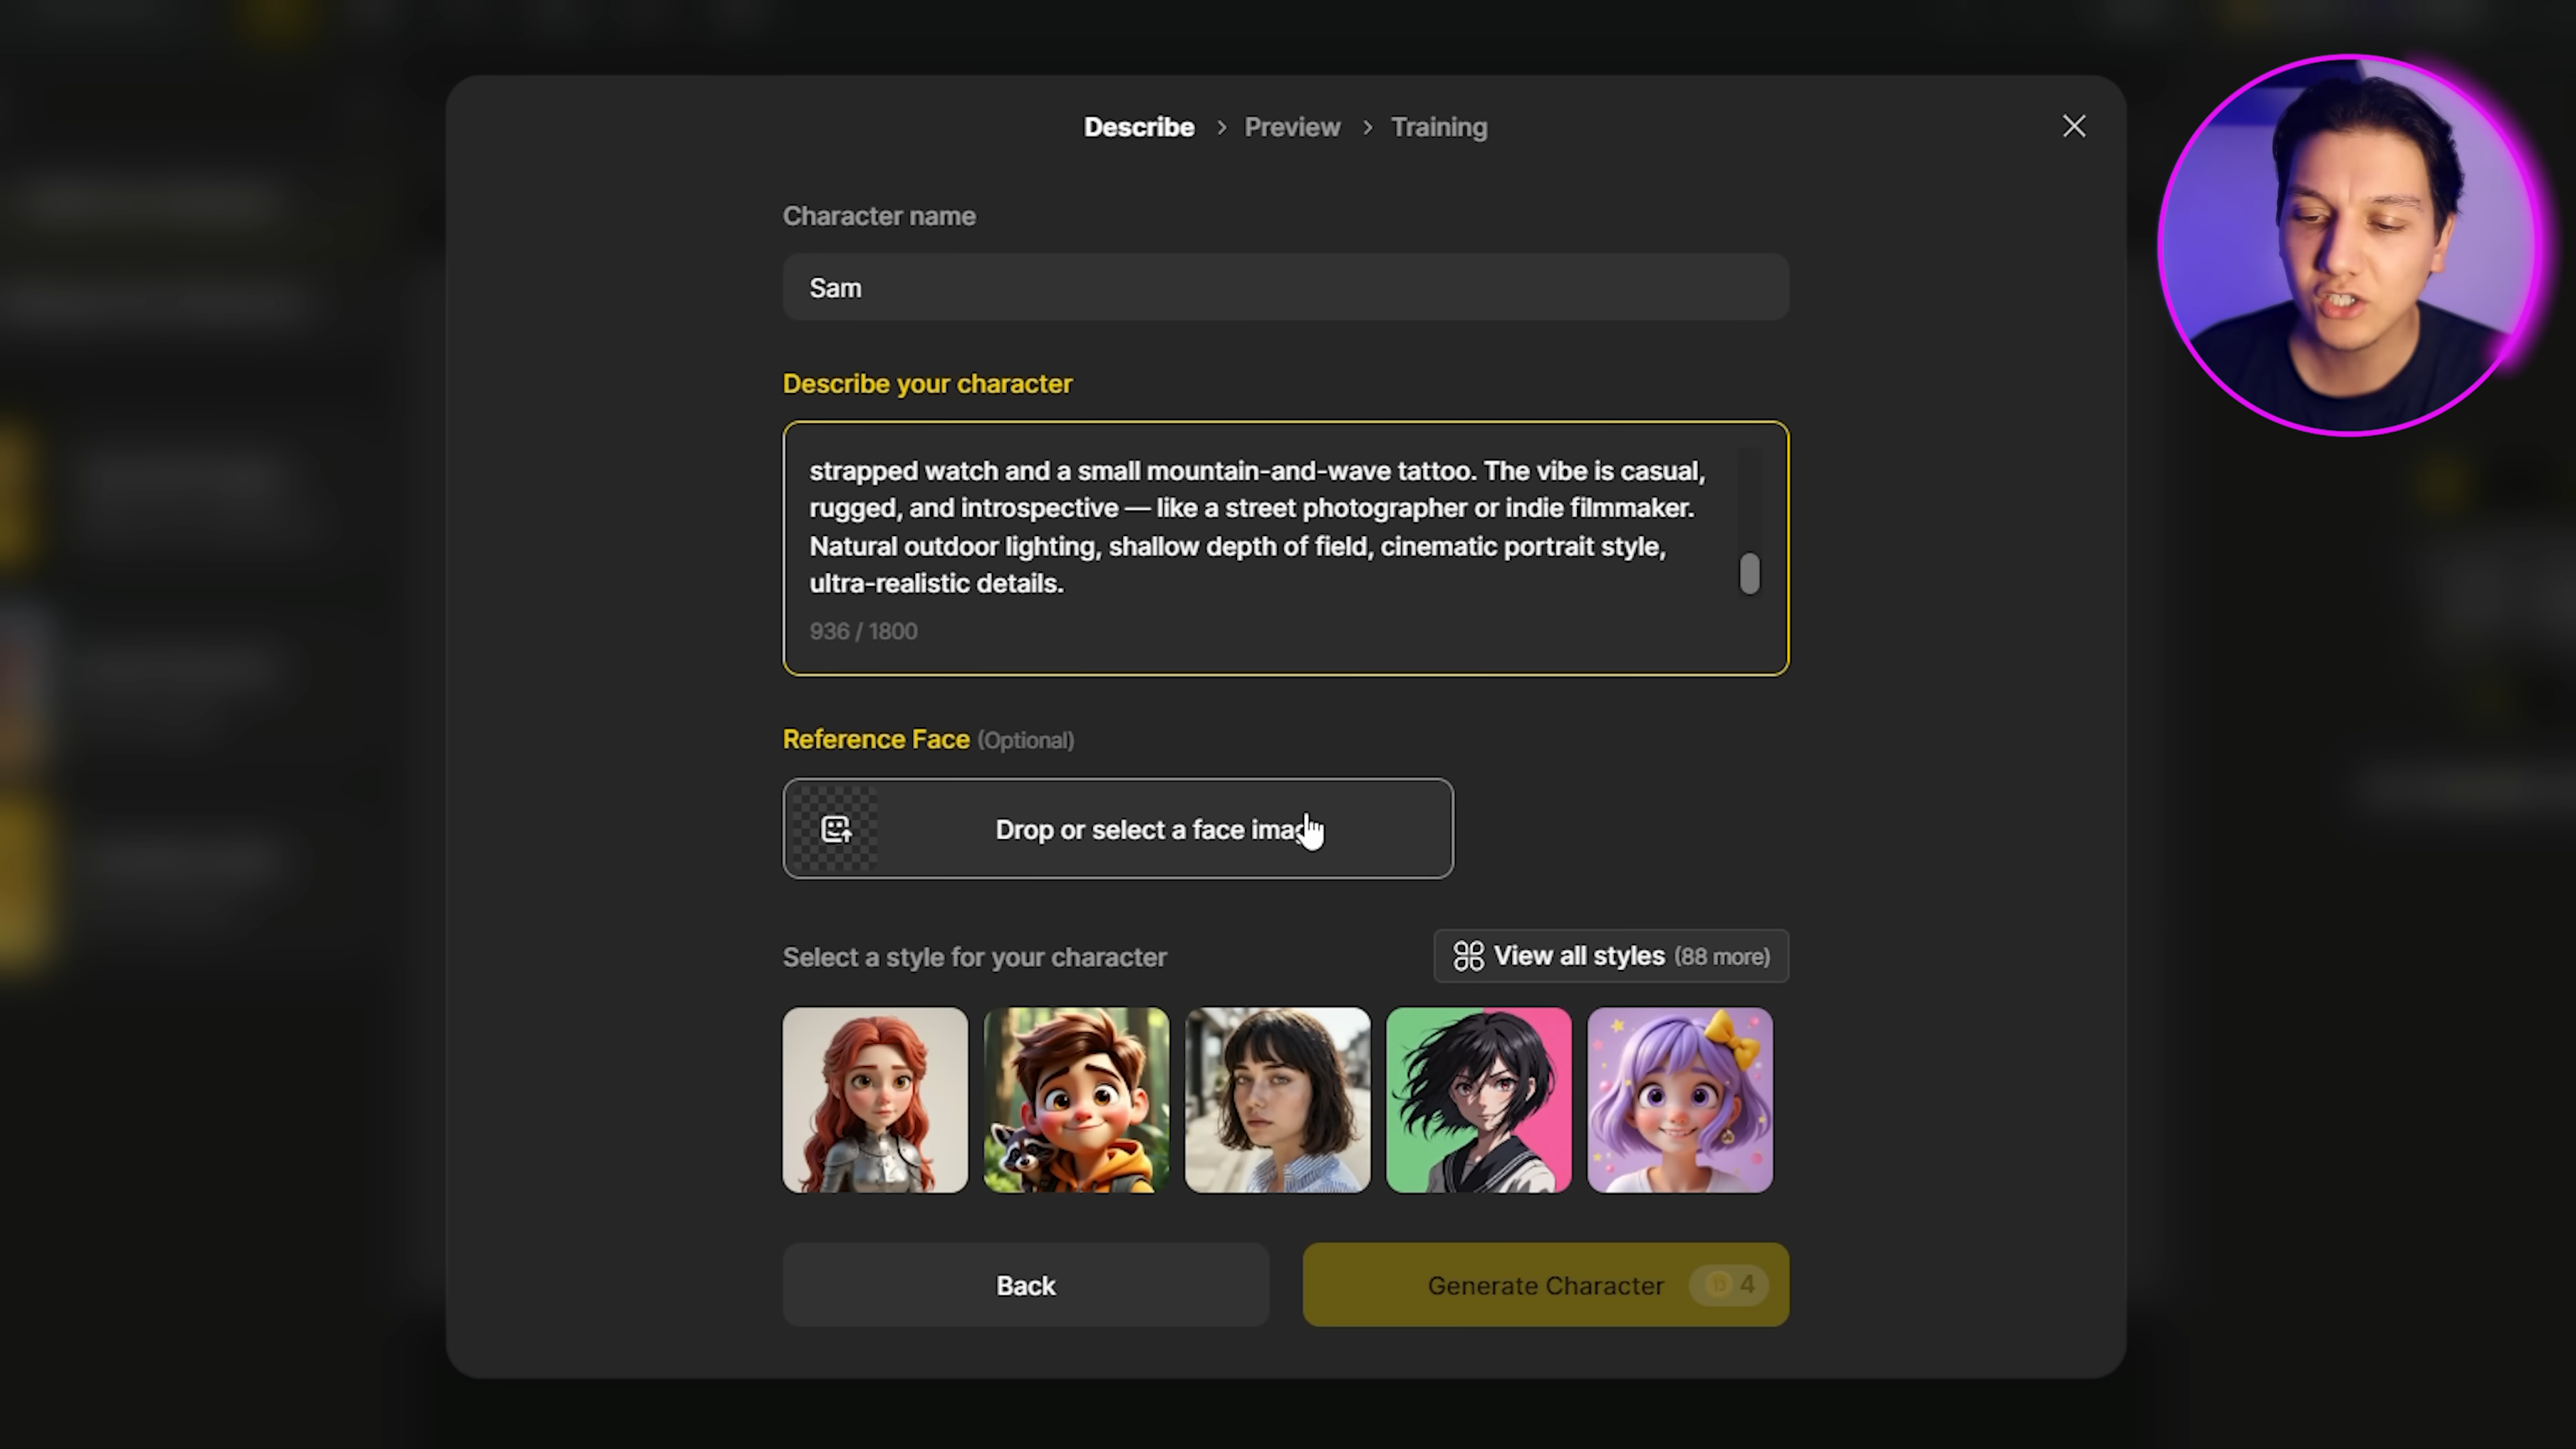 Describe > Preview > Training
Character name
Sam
Describe your character
strapped watch and a small mountain-and-wave tattoo. The vibe is casual,
rugged, and introspective — like a street photographer or indie filmmaker.
Natural outdoor lighting, shallow depth of field, cinematic portrait style,
ultra-realistic details.
936 / 1800
Reference Face (Optional)
Drop or select a face imag
Select a style for your character
View all styles (88 more)
Back
Generate Character 4